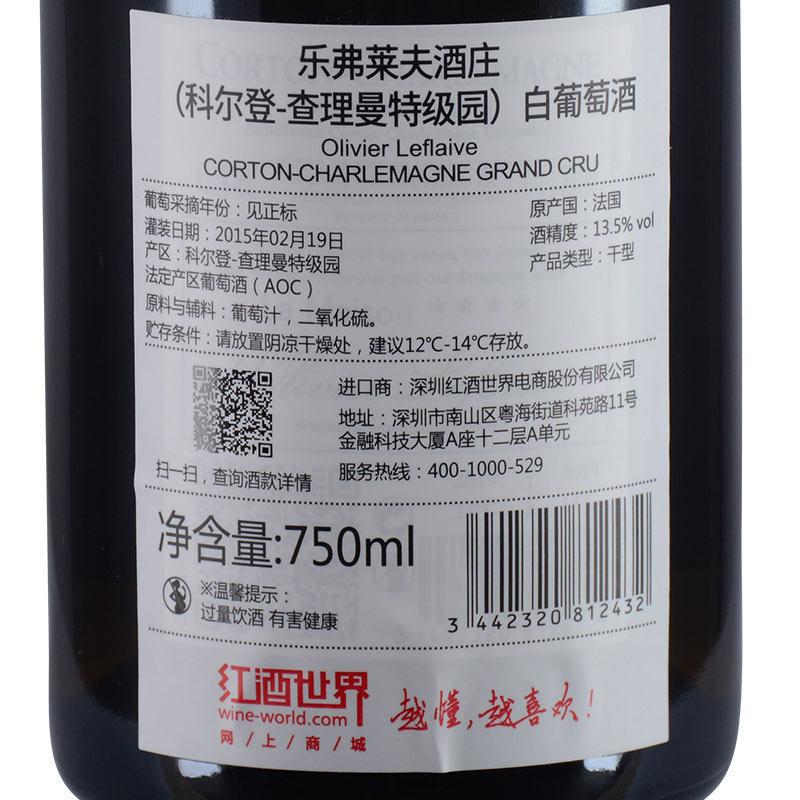 乐弗莱夫酒庄
（科尔登-查理曼特级园）白葡萄酒
Olivier Leflaive
CORTON-CHARLEMAGNE GRAND CRU
葡萄采摘年份：见正标
原产国：法国
灌装日期：2015年02月19日
酒精度：13.5% vol
产区：科尔登-查理曼特级园
产品类型：干型
法定产区葡萄酒（AOC）
原料与辅料：葡萄汁，二氧化硫。
贮存条件：请放置阴凉干燥处，建议12℃-14℃存放。
进口商：深圳红酒世界电商股份有限公司
地址：深圳市南山区粤海街道科苑路11号
金融科技大厦A座十二层A单元
扫一扫，查询酒款详情
服务热线：400-1000-529
净含量:750ml
※温馨提示：
过量饮酒 有害健康
3 442320 812432
红酒世界
wine-world.com
网/上/商/城
越懂，越喜欢！